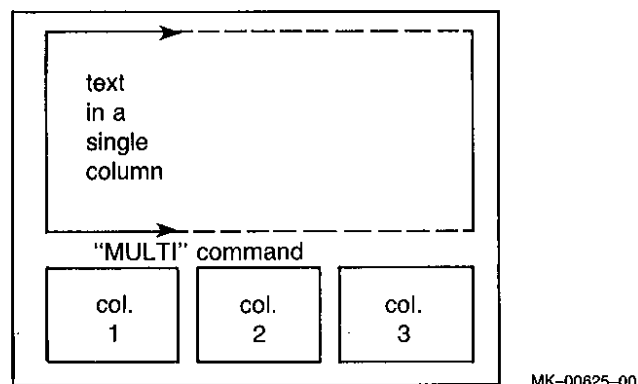 text
in a
single
column
“MULTI” command
col.
1
col.
2
col.
3
MK–00625–00